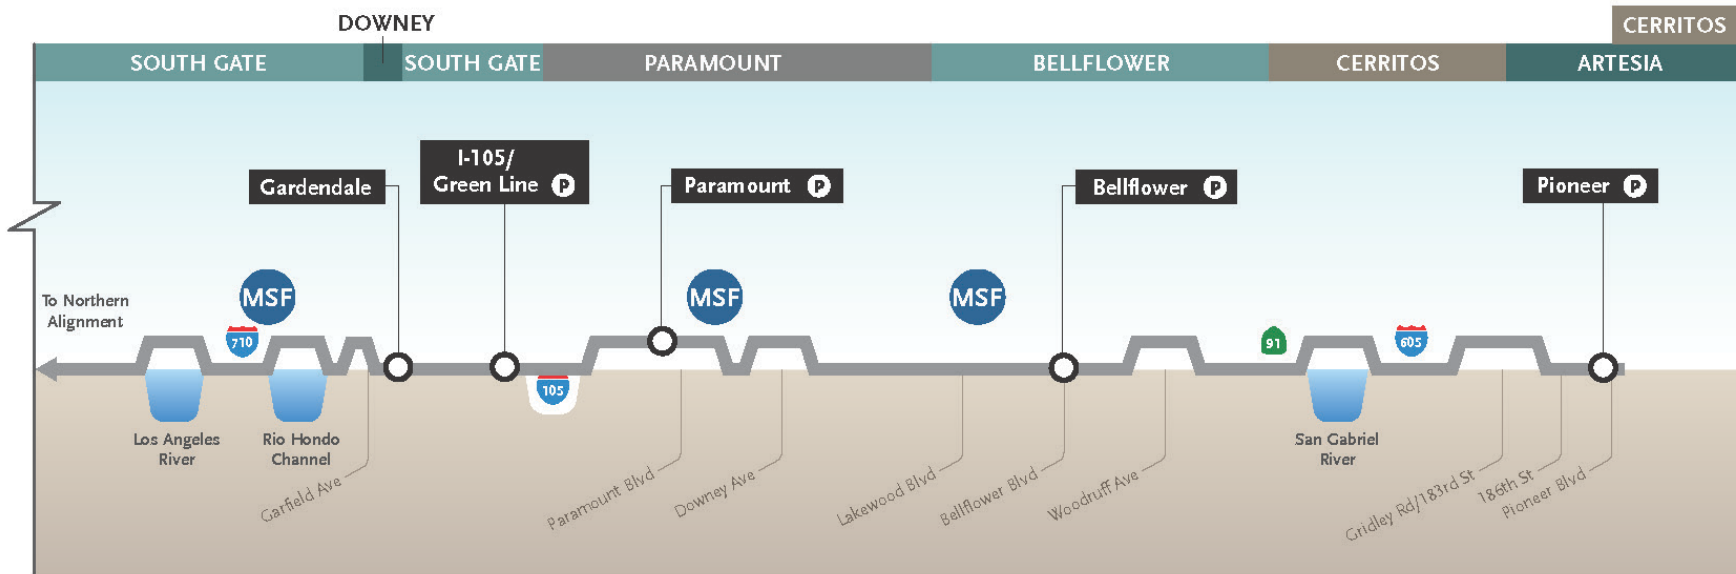 DOWNEY
CERRITOS
SOUTH GATE
SOUTH GATE
PARAMOUNT
BELLFLOWER
CERRITOS
ARTESIA
I-105/
Green Line P
Gardendale
Paramount P
Bellflower P
Pioneer P
To Northern
Alignment
MSF
MSF
MSF
710
105
91
605
Los Angeles
River
Rio Hondo
Channel
San Gabriel
River
Garfield Ave
Paramount Blvd
Downey Ave
Lakewood Blvd
Bellflower Blvd
Woodruff Ave
Gridley Rd/183rd St
186th St
Pioneer Blvd